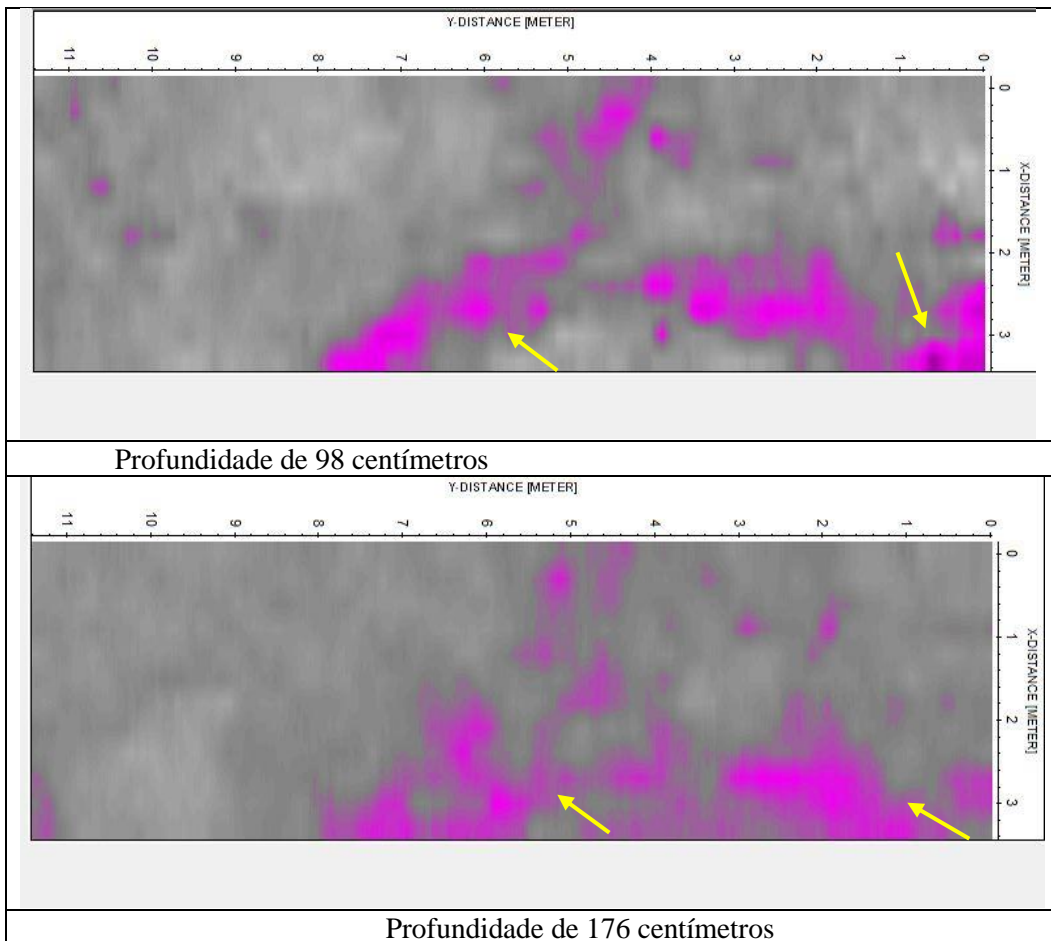 Y-DISTANCE [METER]
11 10 9 8 7 6 5 4 3 2 1 0
0
1
2
3
X-DISTANCE [METER]
Profundidade de 98 centímetros
Y-DISTANCE [METER]
11 10 9 8 7 6 5 4 3 2 1 0
0
1
2
3
X-DISTANCE [METER]
Profundidade de 176 centímetros